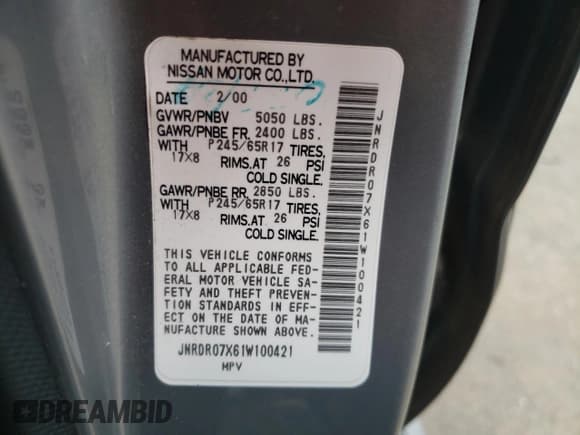 MANUFACTURED BY
NISSAN MOTOR CO.,LTD.
DATE 2/00
GVWR/PNBV 5050 LBS.
GAWR/PNBE FR. 2400 LBS.
WITH P245/65R17 TIRES,
17X8 RIMS.AT 26 PSI
COLD SINGLE.
GAWR/PNBE RR. 2850 LBS.
WITH P245/65R17 TIRES,
17X8 RIMS.AT 26 PSI
COLD SINGLE.
THIS VEHICLE CONFORMS
TO ALL APPLICABLE FED-
ERAL MOTOR VEHICLE SA-
FETY AND THEFT PREVEN-
TION STANDARDS IN EFFECT
ON THE DATE OF MA-
NUFACTURE SHOWN ABOVE.
JNRDR07X61W100421
MPV
JNRDR07X61W100421
DREAMBID